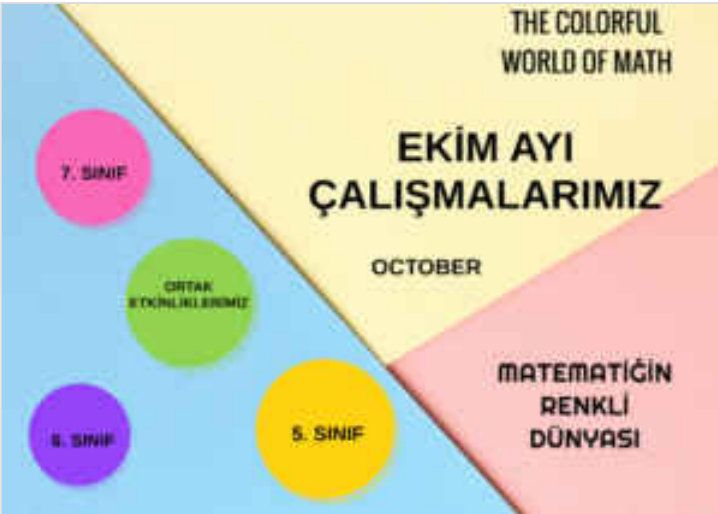 THE COLORFUL
WORLD OF MATH
EKİM AYI
ÇALIŞMALARIMIZ
OCTOBER
7. SINIF
ORTAK
ETKİNLİKLERİMİZ
MATEMATİĞİN
RENKLİ
DÜNYASI
5. SINIF
SINIF